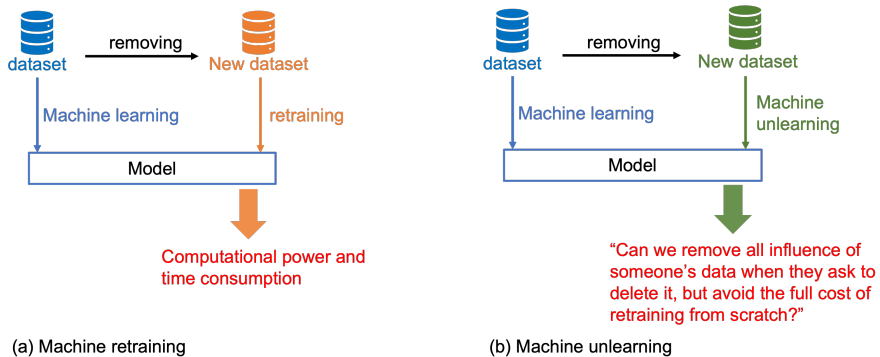 removing
dataset
New dataset
Machine learning
retraining
Model
Computational power and
time consumption
(a) Machine retraining
removing
dataset
New dataset
Machine learning
Machine
unlearning
Model
“Can we remove all influence of
someone’s data when they ask to
delete it, but avoid the full cost of
retraining from scratch?”
(b) Machine unlearning